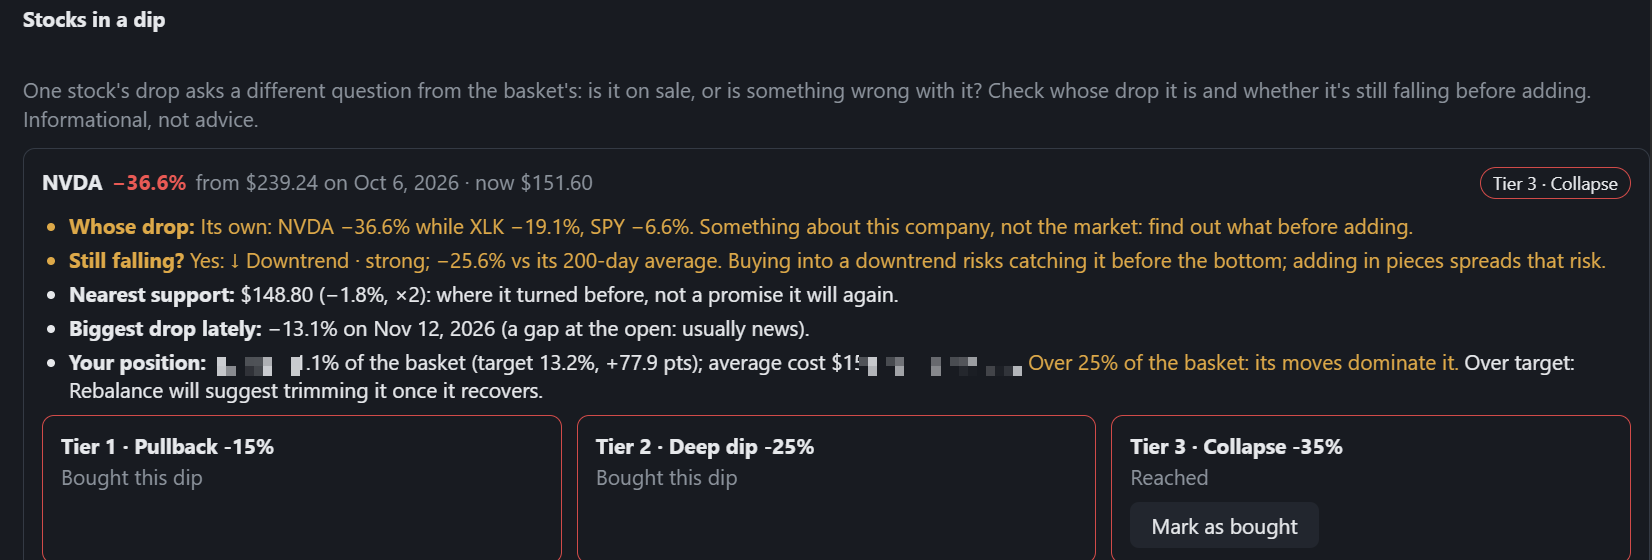 Stocks in a dip
One stock's drop asks a different question from the basket's: is it on sale, or is something wrong with it? Check whose drop it is and whether it's still falling before adding.
Informational, not advice.
NVDA −36.6% from $239.24 on Oct 6, 2026 · now $151.60
Tier 3 · Collapse
• Whose drop: Its own: NVDA −36.6% while XLK −19.1%, SPY −6.6%. Something about this company, not the market: find out what before adding.
• Still falling? Yes: ↓ Downtrend · strong; −25.6% vs its 200-day average. Buying into a downtrend risks catching it before the bottom; adding in pieces spreads that risk.
• Nearest support: $148.80 (−1.8%, ×2): where it turned before, not a promise it will again.
• Biggest drop lately: −13.1% on Nov 12, 2026 (a gap at the open: usually news).
• Your position: .1% of the basket (target 13.2%, +77.9 pts); average cost Over 25% of the basket: its moves dominate it. Over target:
Rebalance will suggest trimming it once it recovers.
Tier 1 · Pullback -15%
Bought this dip
Tier 2 · Deep dip -25%
Bought this dip
Tier 3 · Collapse -35%
Reached
Mark as bought